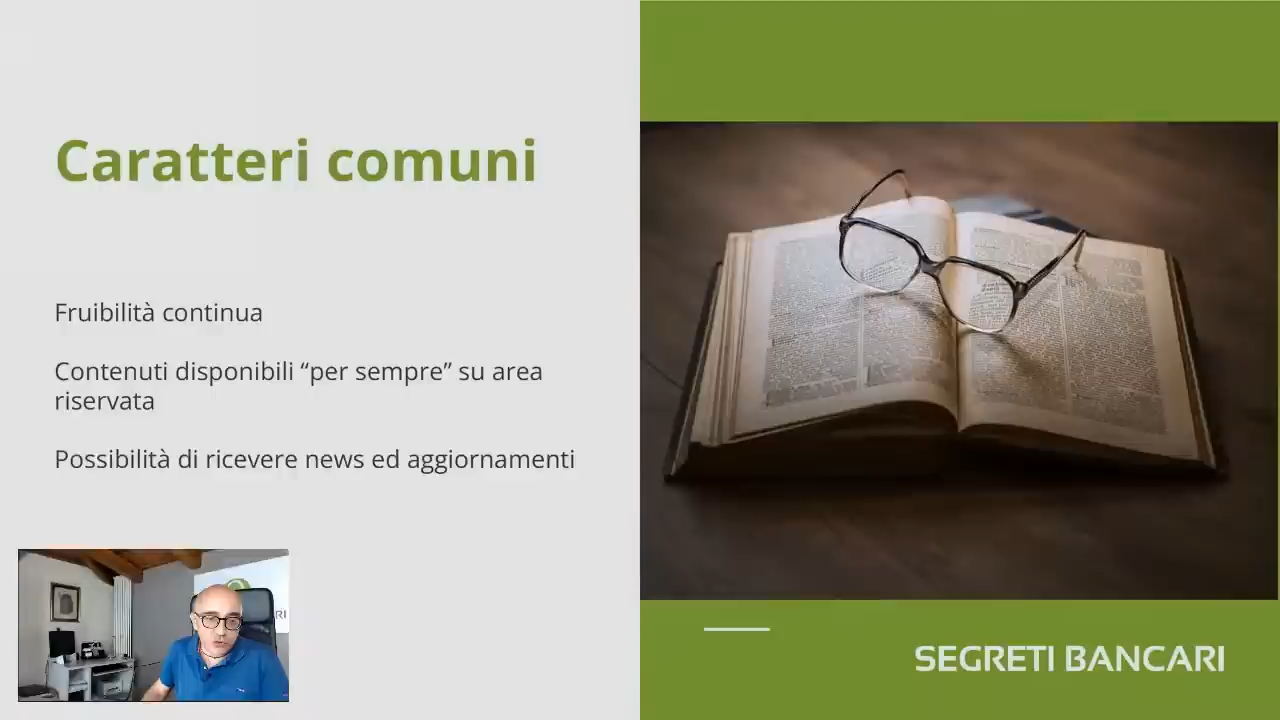 Caratteri comuni
Fruibilità continua
Contenuti disponibili “per sempre” su area
riservata
Possibilità di ricevere news ed aggiornamenti
RI
SEGRETI BANCARI